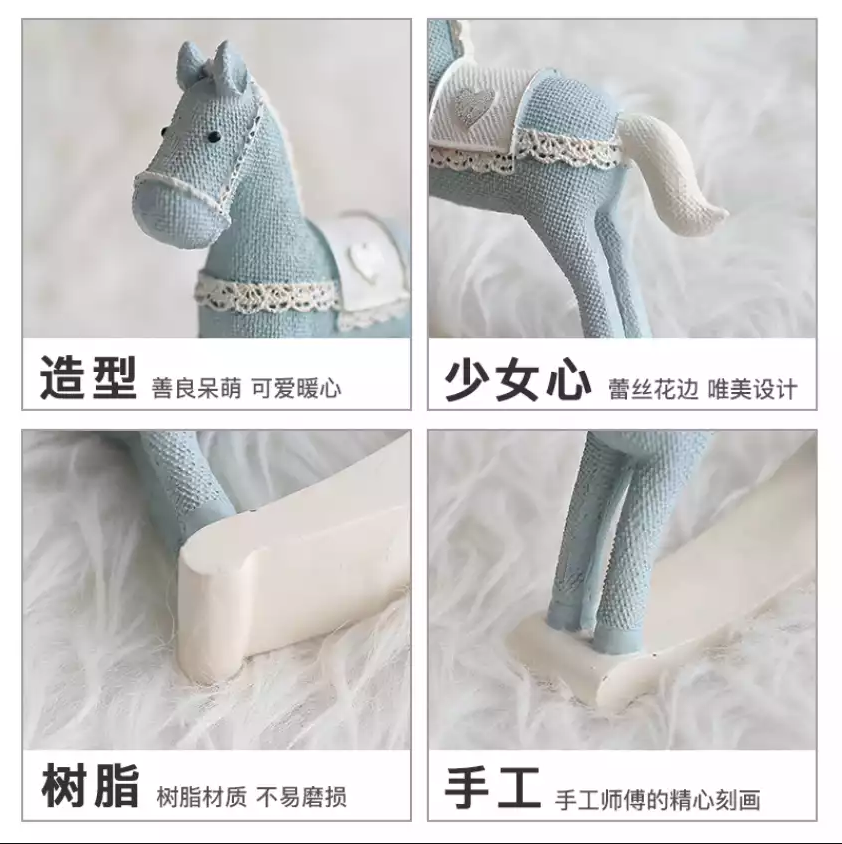 造型 善良呆萌 可爱暖心
少女心 蕾丝花边 唯美设计
树脂 树脂材质 不易磨损
手工 手工师傅的精心刻画